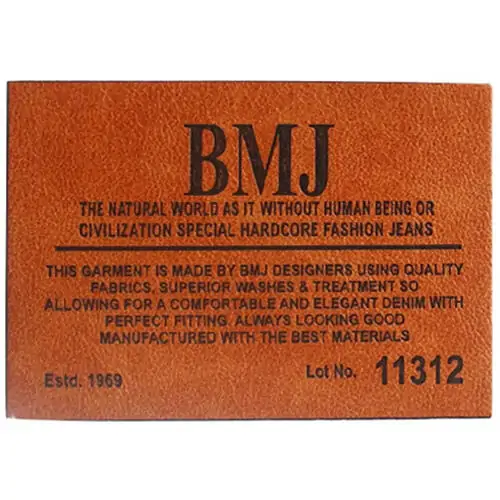 BMJ
THE NATURAL WORLD AS IT WITHOUT HUMAN BEING OR
CIVILIZATION SPECIAL HARDCORE FASHION JEANS
THIS GARMENT IS MADE BY BMJ DESIGNERS USING QUALITY
FABRICS, SUPERIOR WASHES & TREATMENT SO
ALLOWING FOR A COMFORTABLE AND ELEGANT DENIM WITH
PERFECT FITTING. ALWAYS LOOKING GOOD
MANUFACTURED WITH THE BEST MATERIALS
Estd. 1969 Lot No. 11312